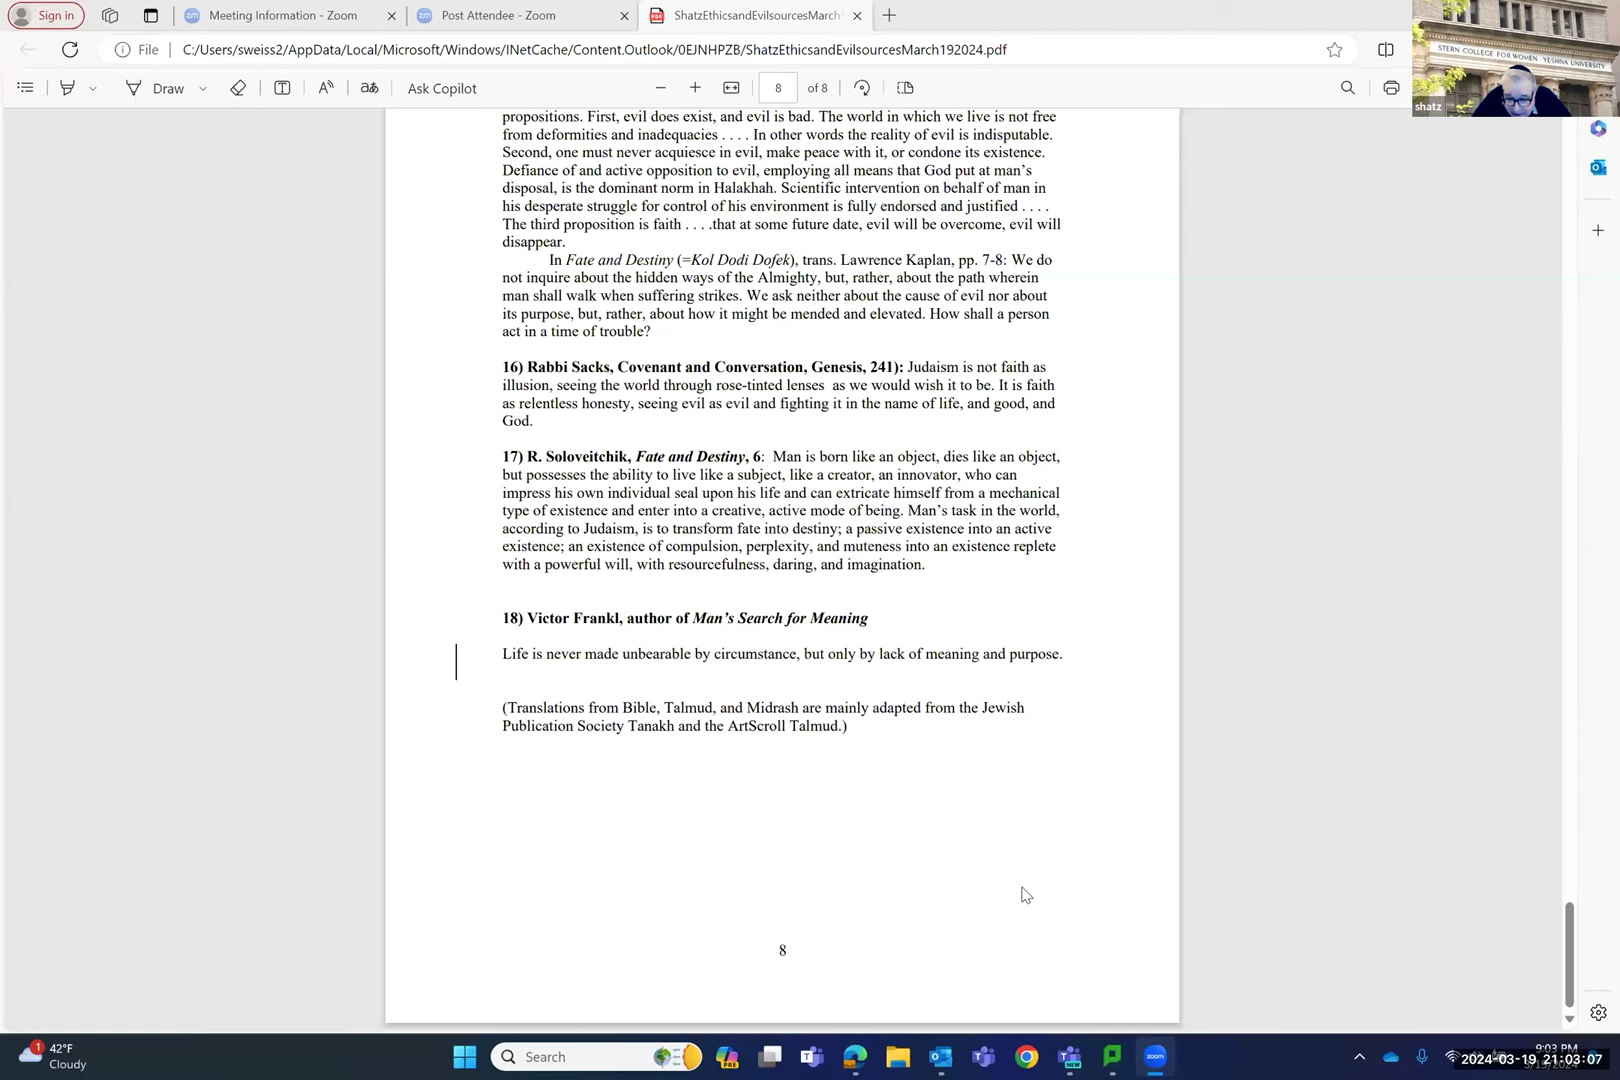 Sign in
Meeting Information - Zoom
Post Attendee - Zoom
ShatzEthicsandEvilsourcesMarch
File
C:/Users/sweiss2/AppData/Local/Microsoft/Windows/INetCache/Content.Outlook/0EJNHPZB/ShatzEthicsandEvilsourcesMarch192024.pdf
Draw
Ask Copilot
8 of 8
STERN COLLEGE FOR WOMEN · YESHIVA UNIVERSITY
shatz
propositions. First, evil does exist, and evil is bad. The world in which we live is not free
from deformities and inadequacies . . . . In other words the reality of evil is indisputable.
Second, one must never acquiesce in evil, make peace with it, or condone its existence.
Defiance of and active opposition to evil, employing all means that God put at man's
disposal, is the dominant norm in Halakhah. Scientific intervention on behalf of man in
his desperate struggle for control of his environment is fully endorsed and justified . . . .
The third proposition is faith . . . .that at some future date, evil will be overcome, evil will
disappear.
In Fate and Destiny (=Kol Dodi Dofek), trans. Lawrence Kaplan, pp. 7-8: We do
not inquire about the hidden ways of the Almighty, but, rather, about the path wherein
man shall walk when suffering strikes. We ask neither about the cause of evil nor about
its purpose, but, rather, about how it might be mended and elevated. How shall a person
act in a time of trouble?
16) Rabbi Sacks, Covenant and Conversation, Genesis, 241): Judaism is not faith as
illusion, seeing the world through rose-tinted lenses as we would wish it to be. It is faith
as relentless honesty, seeing evil as evil and fighting it in the name of life, and good, and
God.
17) R. Soloveitchik, Fate and Destiny, 6: Man is born like an object, dies like an object,
but possesses the ability to live like a subject, like a creator, an innovator, who can
impress his own individual seal upon his life and can extricate himself from a mechanical
type of existence and enter into a creative, active mode of being. Man's task in the world,
according to Judaism, is to transform fate into destiny; a passive existence into an active
existence; an existence of compulsion, perplexity, and muteness into an existence replete
with a powerful will, with resourcefulness, daring, and imagination.
18) Victor Frankl, author of Man's Search for Meaning
Life is never made unbearable by circumstance, but only by lack of meaning and purpose.
(Translations from Bible, Talmud, and Midrash are mainly adapted from the Jewish
Publication Society Tanakh and the ArtScroll Talmud.)
8
1
42°F
Cloudy
Search
PRE
NEW
zoom
9:03 PM
2024-03-19 21:03:07